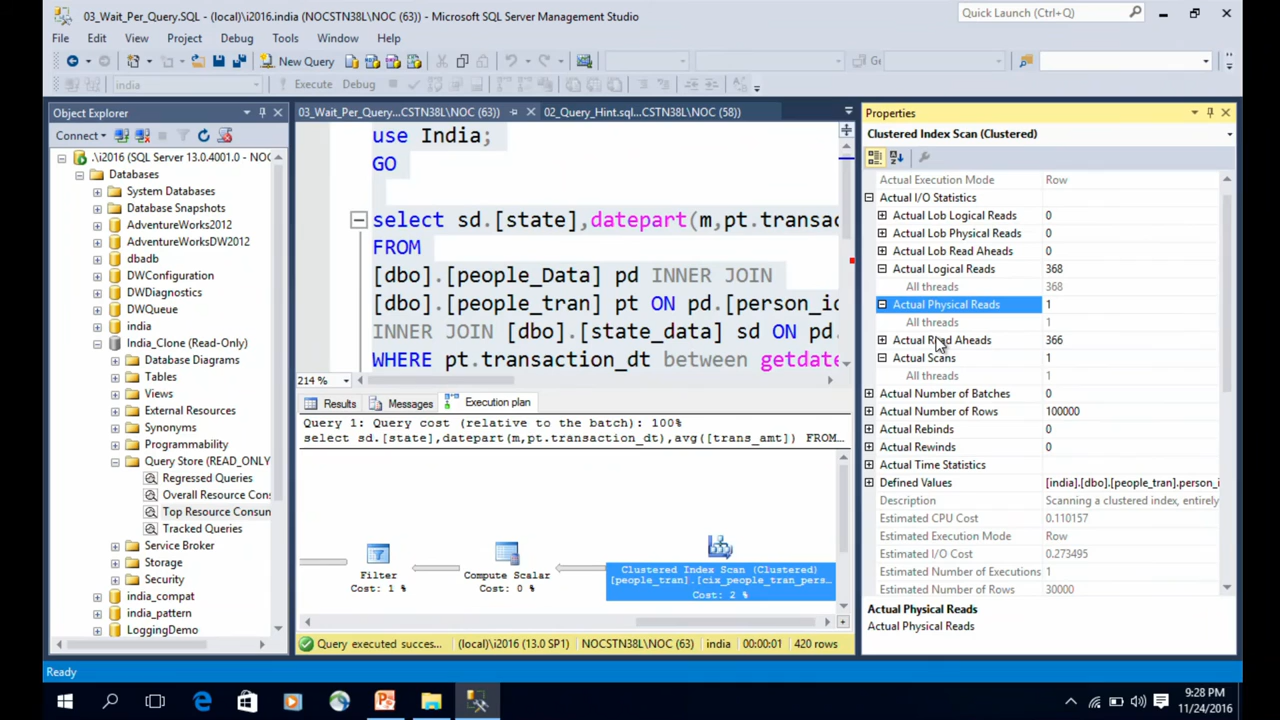 03_Wait_Per_Query.SQL - (local)\i2016.india (NOCSTN38L\NOC (63)) - Microsoft SQL Server Management Studio
Quick Launch (Ctrl+Q)
File Edit View Project Debug Tools Window Help
New Query
india Execute Debug
Object Explorer
Connect
.\i2016 (SQL Server 13.0.4001.0 - NOC
Databases
System Databases
Database Snapshots
AdventureWorks2012
AdventureWorksDW2012
dbadb
DWConfiguration
DWDiagnostics
DWQueue
india
India_Clone (Read-Only)
Database Diagrams
Tables
Views
External Resources
Synonyms
Programmability
Query Store (READ_ONLY
Regressed Queries
Overall Resource Cons
Top Resource Consum
Tracked Queries
Service Broker
Storage
Security
india_compat
india_pattern
LoggingDemo
03_Wait_Per_Query...CSTN38L\NOC (63))
02_Query_Hint.sql...CSTN38L\NOC (58))
use India;
GO
select sd.[state],datepart(m,pt.transac
FROM
[dbo].[people_Data] pd INNER JOIN
[dbo].[people_tran] pt ON pd.[person_id
INNER JOIN [dbo].[state_data] sd ON pd.
WHERE pt.transaction_dt between getdate
214 %
Results Messages Execution plan
Query 1: Query cost (relative to the batch): 100%
select sd.[state],datepart(m,pt.transaction_dt),avg([trans_amt]) FROM…
Filter
Cost: 1 %
Compute Scalar
Cost: 0 %
Clustered Index Scan (Clustered)
[people_tran].[cix_people_tran_pers…
Cost: 2 %
Query executed succes... (local)\i2016 (13.0 SP1) NOCSTN38L\NOC (63) india 00:00:01 420 rows
Properties
Clustered Index Scan (Clustered)
Actual Execution Mode Row
Actual I/O Statistics
Actual Lob Logical Reads 0
Actual Lob Physical Reads 0
Actual Lob Read Aheads 0
Actual Logical Reads 368
All threads 368
Actual Physical Reads 1
All threads 1
Actual Read Aheads 366
Actual Scans 1
All threads 1
Actual Number of Batches 0
Actual Number of Rows 100000
Actual Rebinds 0
Actual Rewinds 0
Actual Time Statistics
Defined Values [india].[dbo].[people_tran].person_i
Description Scanning a clustered index, entirely
Estimated CPU Cost 0.110157
Estimated Execution Mode Row
Estimated I/O Cost 0.273495
Estimated Number of Executions 1
Estimated Number of Rows 30000
Actual Physical Reads
Actual Physical Reads
Ready
9:28 PM
11/24/2016